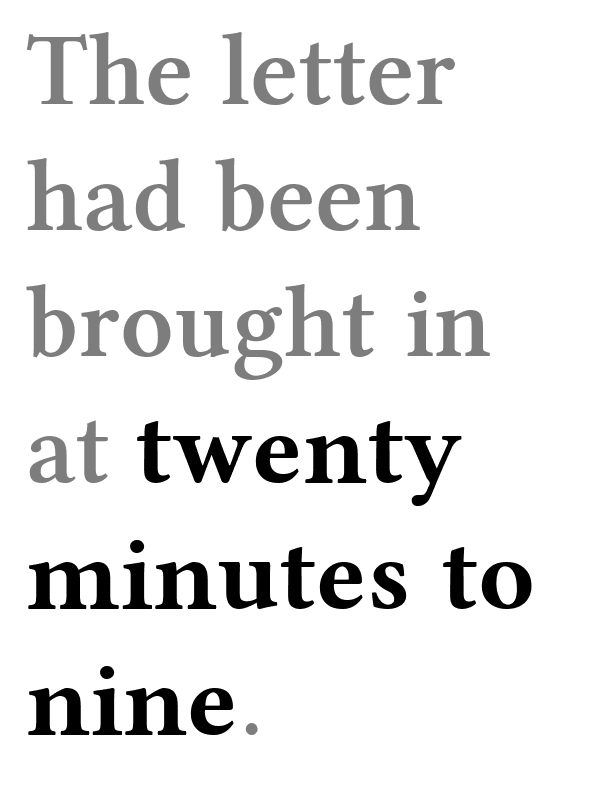 The letter
had been
brought in
at twenty
minutes to
nine.